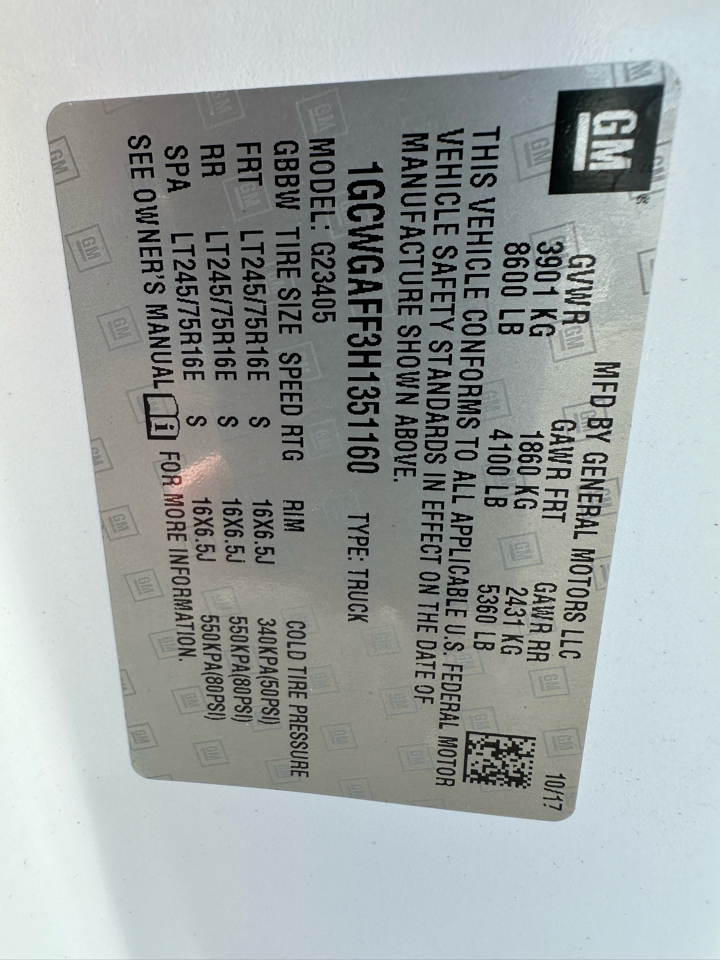 GM
MFD BY GENERAL MOTORS LLC 10/17
GVWR GAWR FRT GAWR RR
3901 KG 1860 KG 2431 KG
8600 LB 4100 LB 5360 LB
THIS VEHICLE CONFORMS TO ALL APPLICABLE U.S. FEDERAL MOTOR
VEHICLE SAFETY STANDARDS IN EFFECT ON THE DATE OF
MANUFACTURE SHOWN ABOVE.
1GCWGAFF3H1351160 TYPE: TRUCK
MODEL: G23405
GBBW TIRE SIZE SPEED RTG RIM COLD TIRE PRESSURE
FRT LT245/75R16E S 16X6.5J 340KPA(50PSI)
RR LT245/75R16E S 16X6.5J 550KPA(80PSI)
SPA LT245/75R16E S 16X6.5J 550KPA(80PSI)
SEE OWNER'S MANUAL FOR MORE INFORMATION.